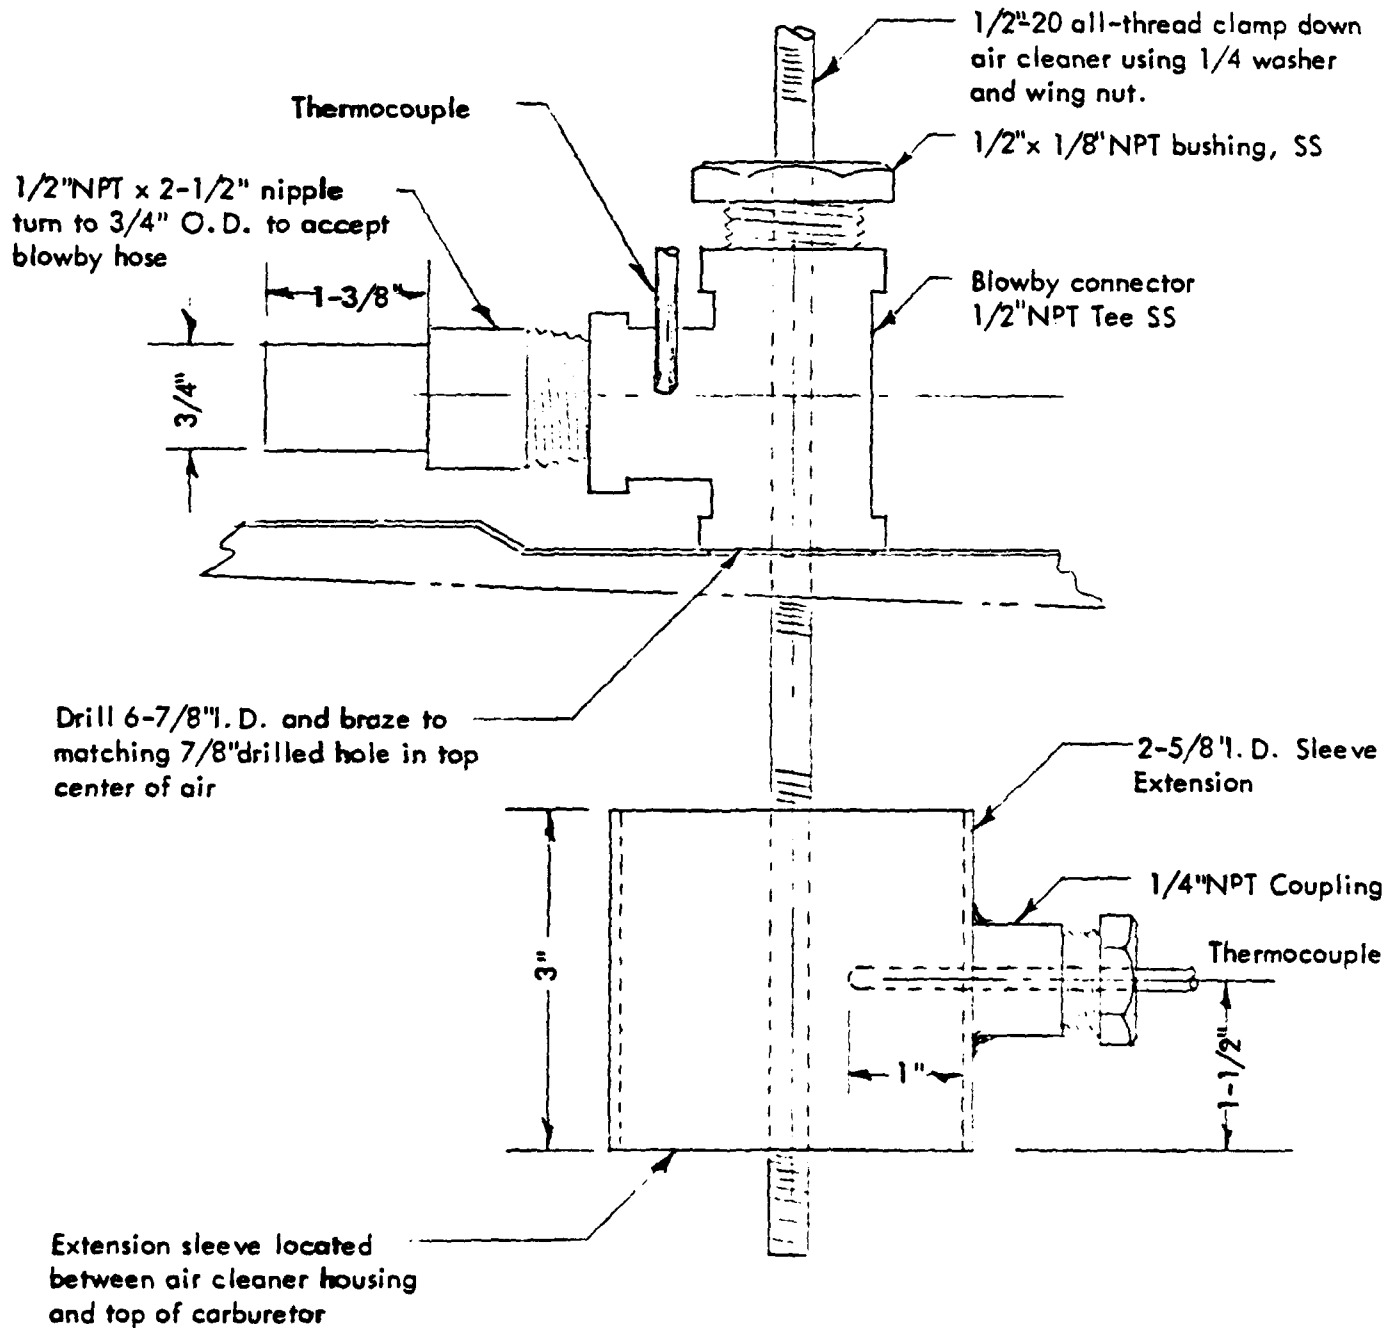 1/2"-20 all-thread clamp down
air cleaner using 1/4 washer
and wing nut.
Thermocouple
1/2"x 1/8"NPT bushing, SS
1/2"NPT x 2-1/2" nipple
turn to 3/4" O.D. to accept
blowby hose
Blowby connector
1/2"NPT Tee SS
1-3/8"
3/4"
Drill 6-7/8"I.D. and braze to
matching 7/8"drilled hole in top
center of air
2-5/8"I.D. Sleeve
Extension
1/4"NPT Coupling
Thermocouple
3"
1"
1-1/2"
Extension sleeve located
between air cleaner housing
and top of carburetor